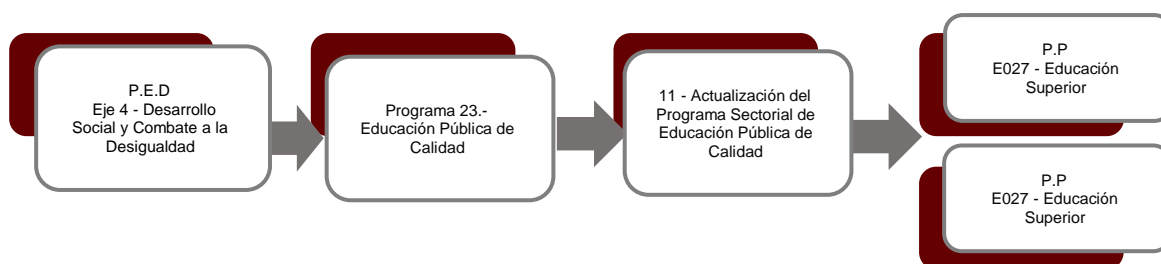 P.E.D
Eje 4 - Desarrollo
Social y Combate a la
Desigualdad
Programa 23.-
Educación Pública de
Calidad
11 - Actualización del
Programa Sectorial de
Educación Pública de
Calidad
P.P
E027 - Educación
Superior
P.P
E027 - Educación
Superior